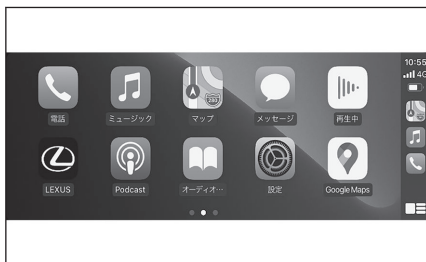 10:55
4G
電話
ミュージック
マップ
メッセージ
再生中
280
LEXUS
Podcast
オーディオ…
設定
Google Maps